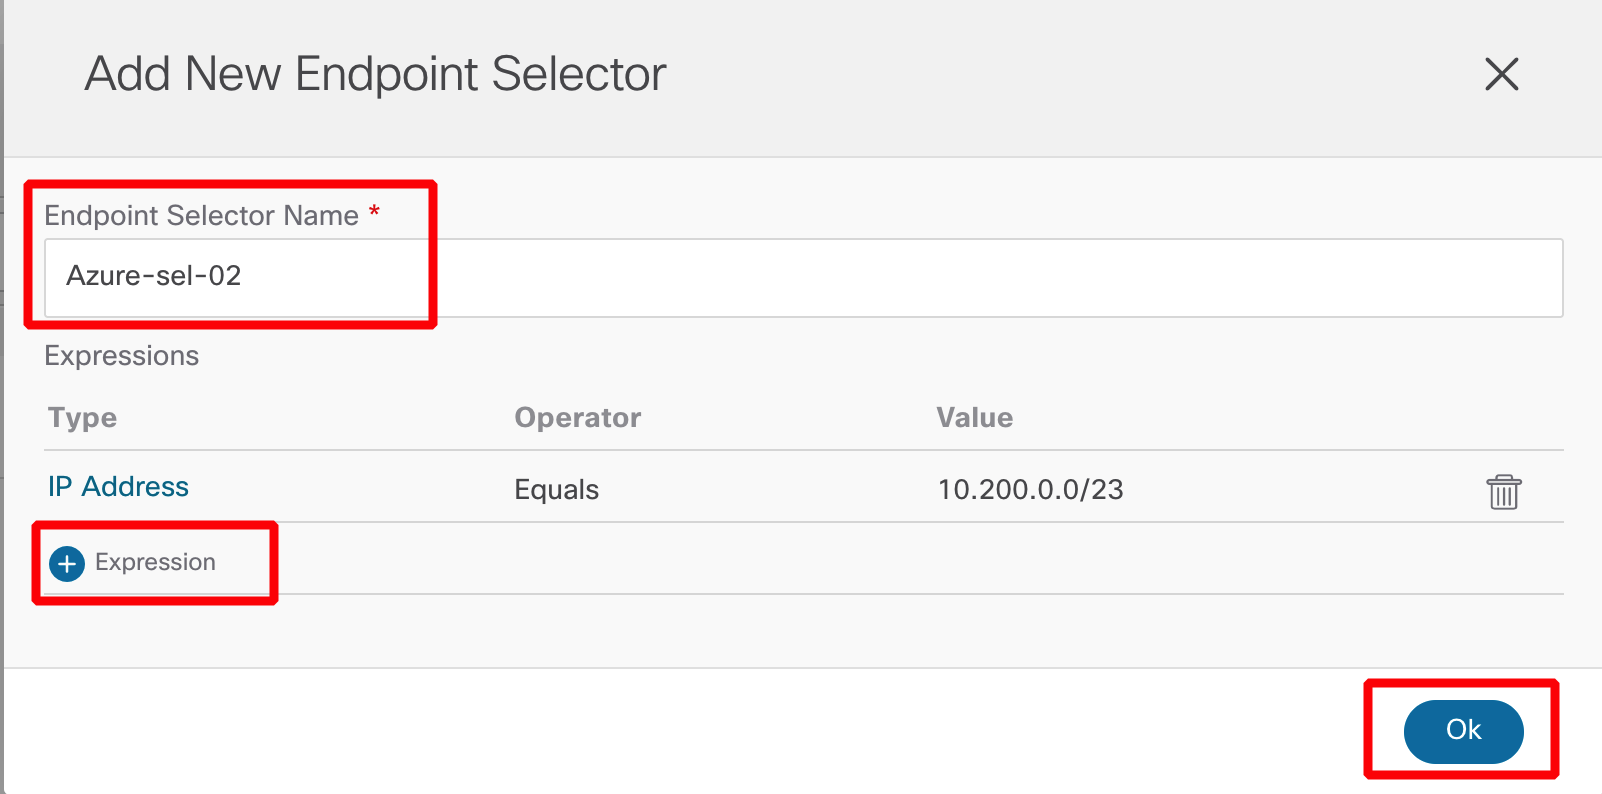 Add New Endpoint Selector
Endpoint Selector Name *
Azure-sel-02
Expressions
Type Operator Value
IP Address Equals 10.200.0.0/23
Expression
Ok